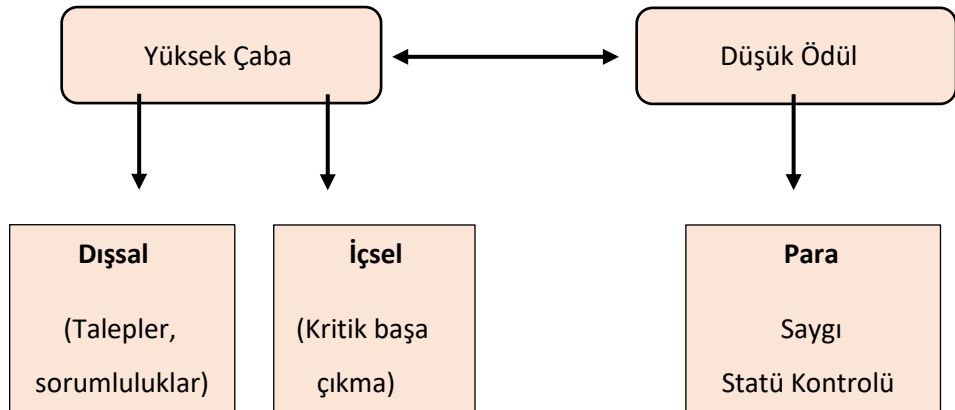 Yüksek Çaba
Düşük Ödül
Dışsal
(Talepler,
sorumluluklar)
İçsel
(Kritik başa
çıkma)
Para
Saygı
Statü Kontrolü